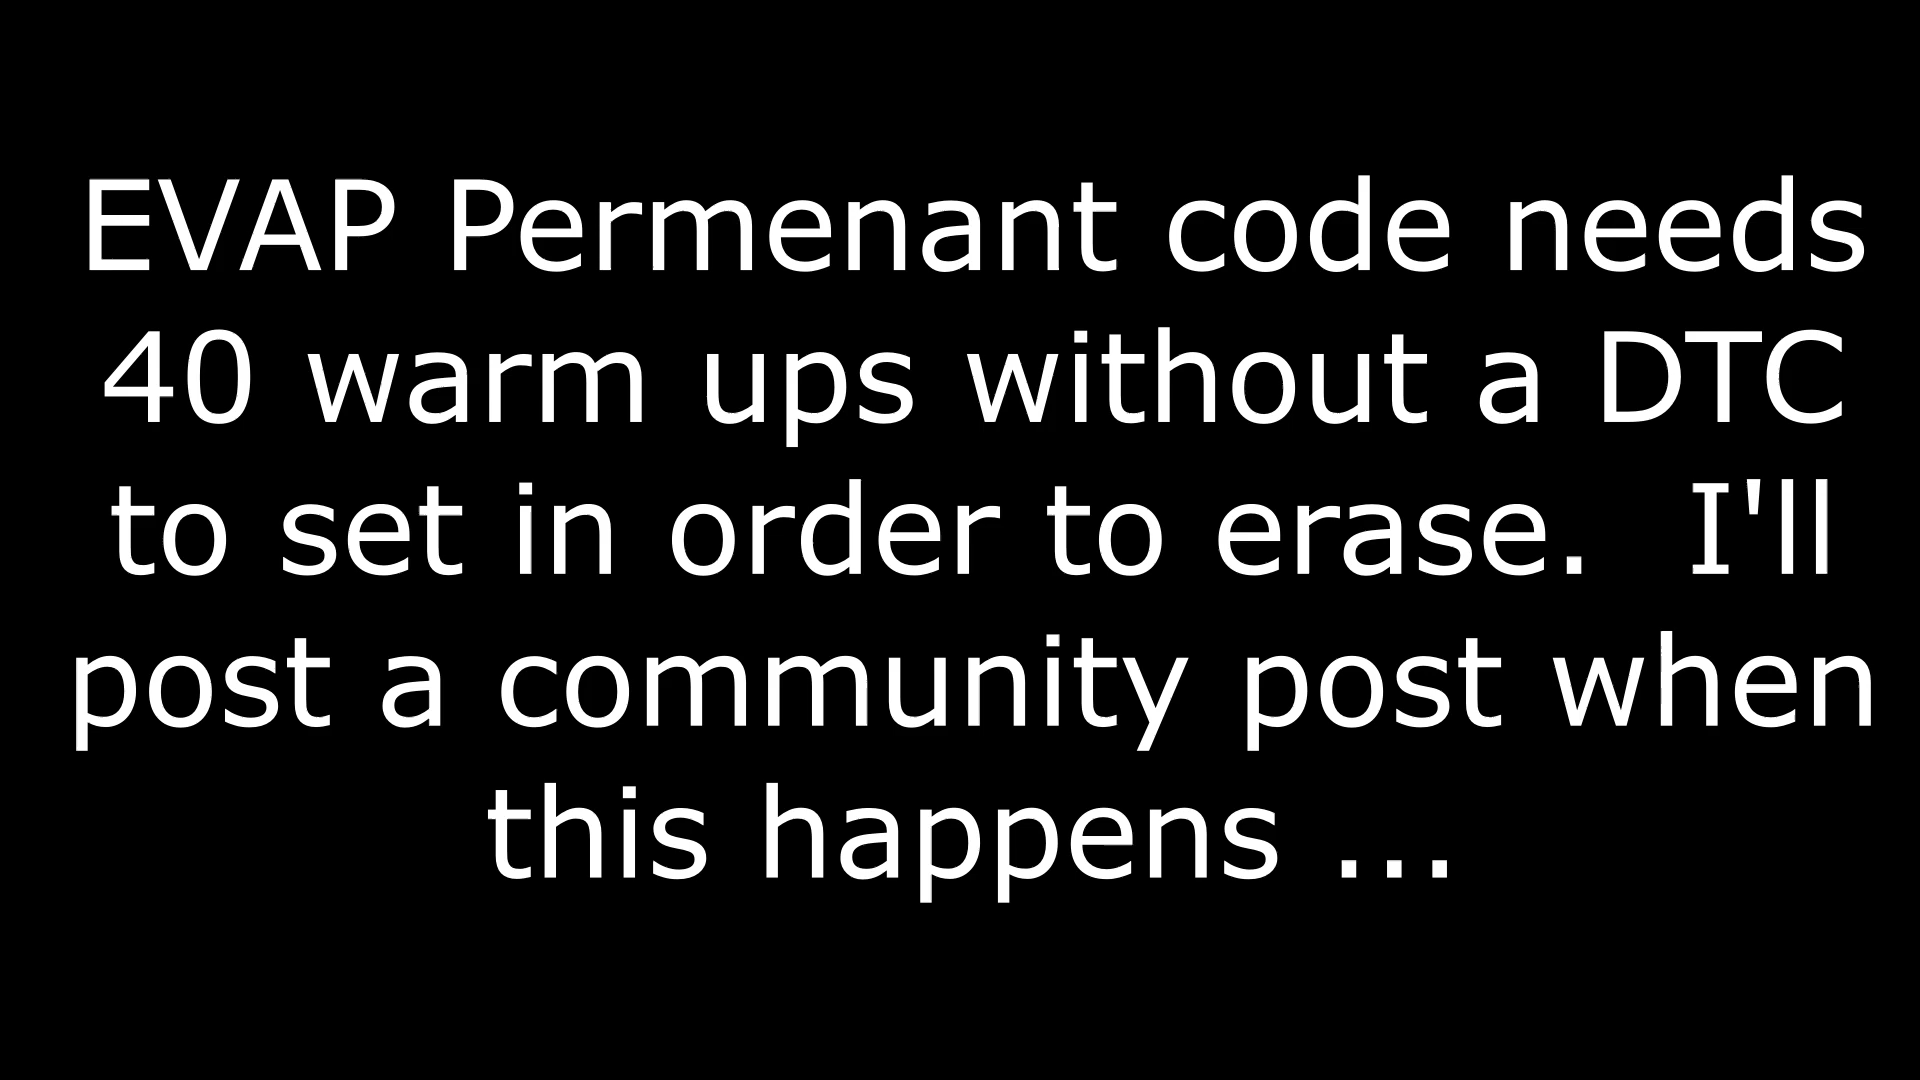 EVAP Permenant code needs
40 warm ups without a DTC
to set in order to erase.  I'll
post a community post when
this happens ...